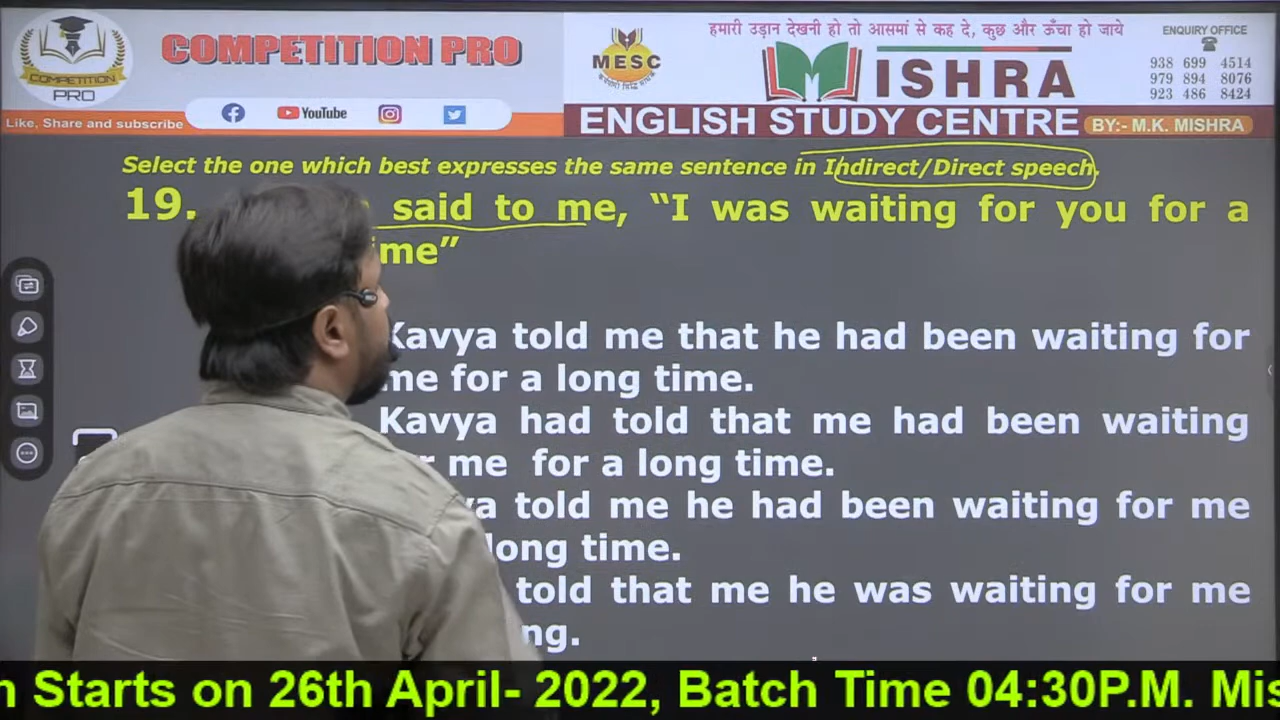 COMPETITION PRO
COMPETITION
PRO
Like, Share and subscribe
YouTube
MESC
हमारी उड़ान देखनी हो तो आसमां से कह दे, कुछ और ऊँचा हो जाये
ISHRA
ENGLISH STUDY CENTRE
BY:- M.K. MISHRA
ENQUIRY OFFICE
938 699 4514
979 894 8076
923 486 8424
Select the one which best expresses the same sentence in Indirect/Direct speech.
19. said to me, “I was waiting for you for a
ime”
Kavya told me that he had been waiting for
me for a long time.
Kavya had told that me had been waiting
me for a long time.
ya told me he had been waiting for me
long time.
told that me he was waiting for me
ng.
n Starts on 26th April- 2022, Batch Time 04:30P.M. Mis